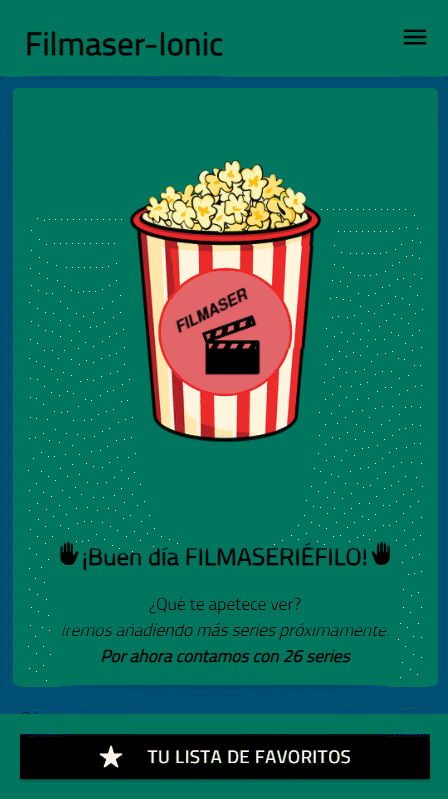 Filmaser-Ionic
FILMASER
¡Buen día FILMASERIÉFILO!
¿Qué te apetece ver?
Iremos añadiendo más series próximamente.
Por ahora contamos con 26 series
TU LISTA DE FAVORITOS